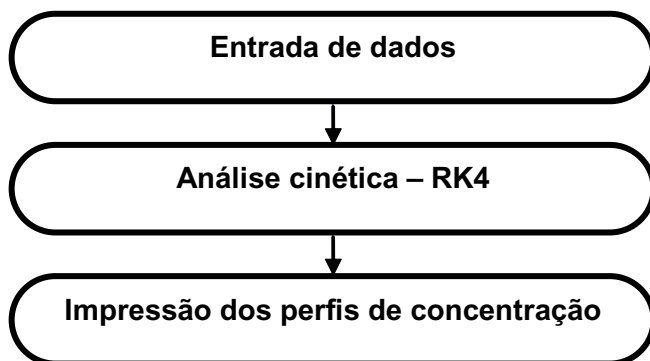 Entrada de dados
Análise cinética – RK4
Impressão dos perfis de concentração